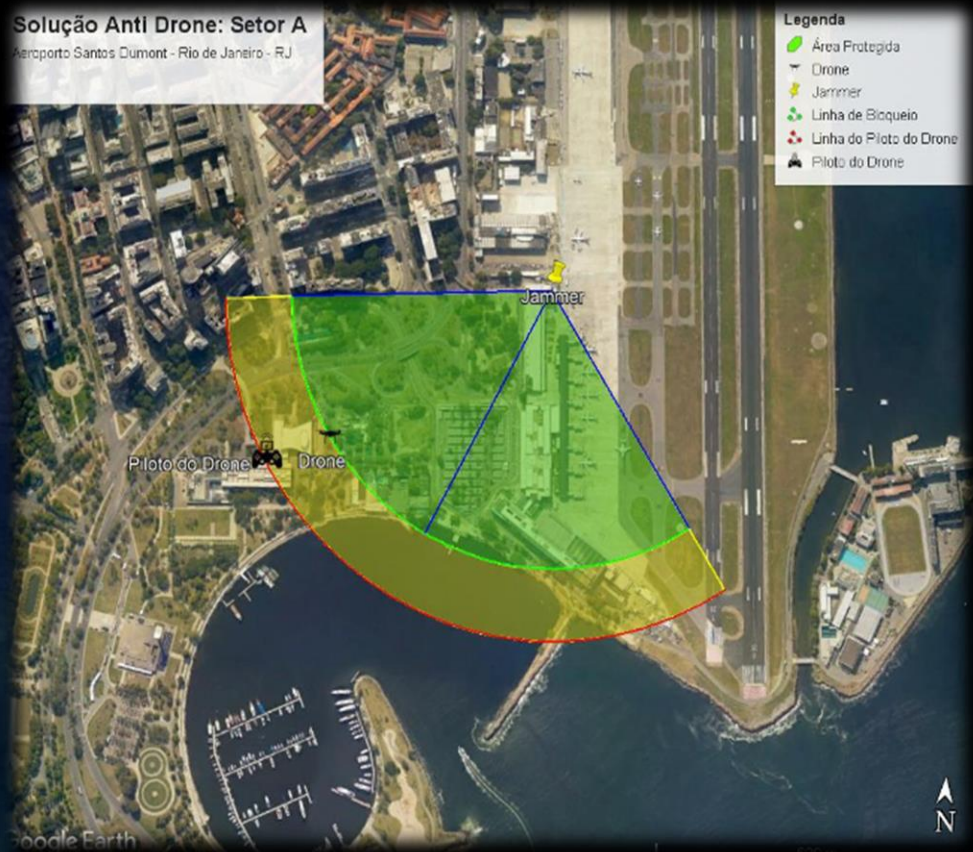 Solução Anti Drone: Setor A
Aeroporto Santos Dumont - Rio de Janeiro - RJ
Legenda
Área Protegida
Drone
Jammer
Linha de Bloqueio
Linha do Piloto do Drone
Piloto do Drone
Jammer
Piloto do Drone
Drone
Google Earth
N